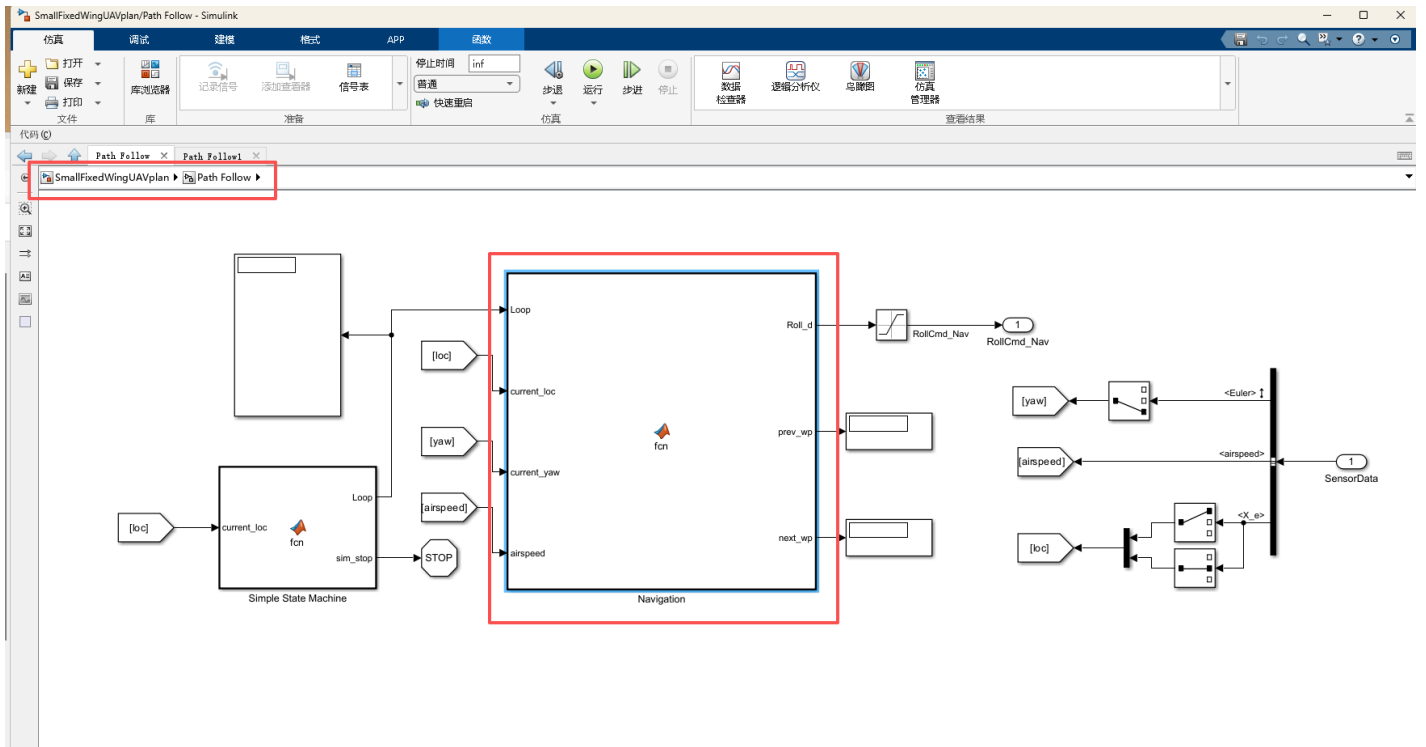 SmallFixedWingUAVplan/Path Follow - Simulink
仿真 调试 建模 格式 APP 函数
新建 打开 保存 打印
文件
库浏览器
库
记录信号 添加查看器 信号表
准备
停止时间 inf
普通
快速重启
步退 运行 步进 停止
仿真
数据检查器 逻辑分析仪 鸟瞰图 仿真管理器
查看结果
代码(C)
Path Follow × Path Follow1 ×
SmallFixedWingUAVplan Path Follow
Loop
[loc]
current_loc
[yaw]
current_yaw
[airspeed]
airspeed
fcn
Roll_d
prev_wp
next_wp
Navigation
RollCmd_Nav
1
RollCmd_Nav
[loc]
current_loc
fcn
Loop
sim_stop
STOP
Simple State Machine
[yaw]
<Euler>
[airspeed]
<airspeed>
1
SensorData
<X_e>
[loc]